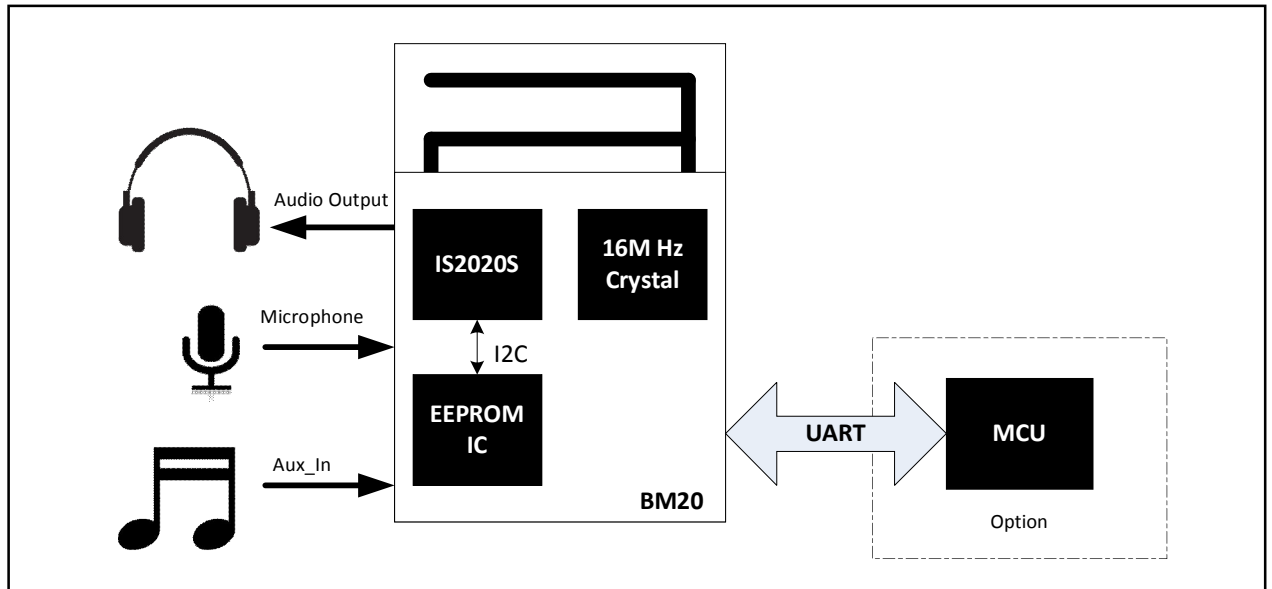 Audio Output
Microphone
Aux_In
IS2020S
16M Hz
Crystal
I2C
EEPROM
IC
BM20
UART
MCU
Option